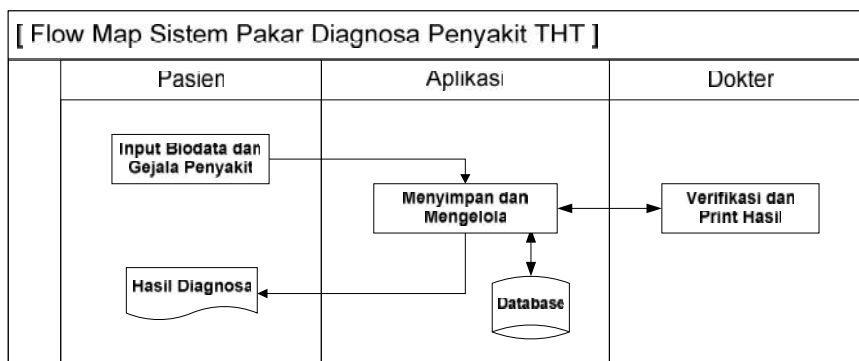 [ Flow Map Sistem Pakar Diagnosa Penyakit THT ]
Pasien
Aplikasi
Dokter
Input Biodata dan
Gejala Penyakit
Menyimpan dan
Mengelola
Verifikasi dan
Print Hasil
Hasil Diagnosa
Database